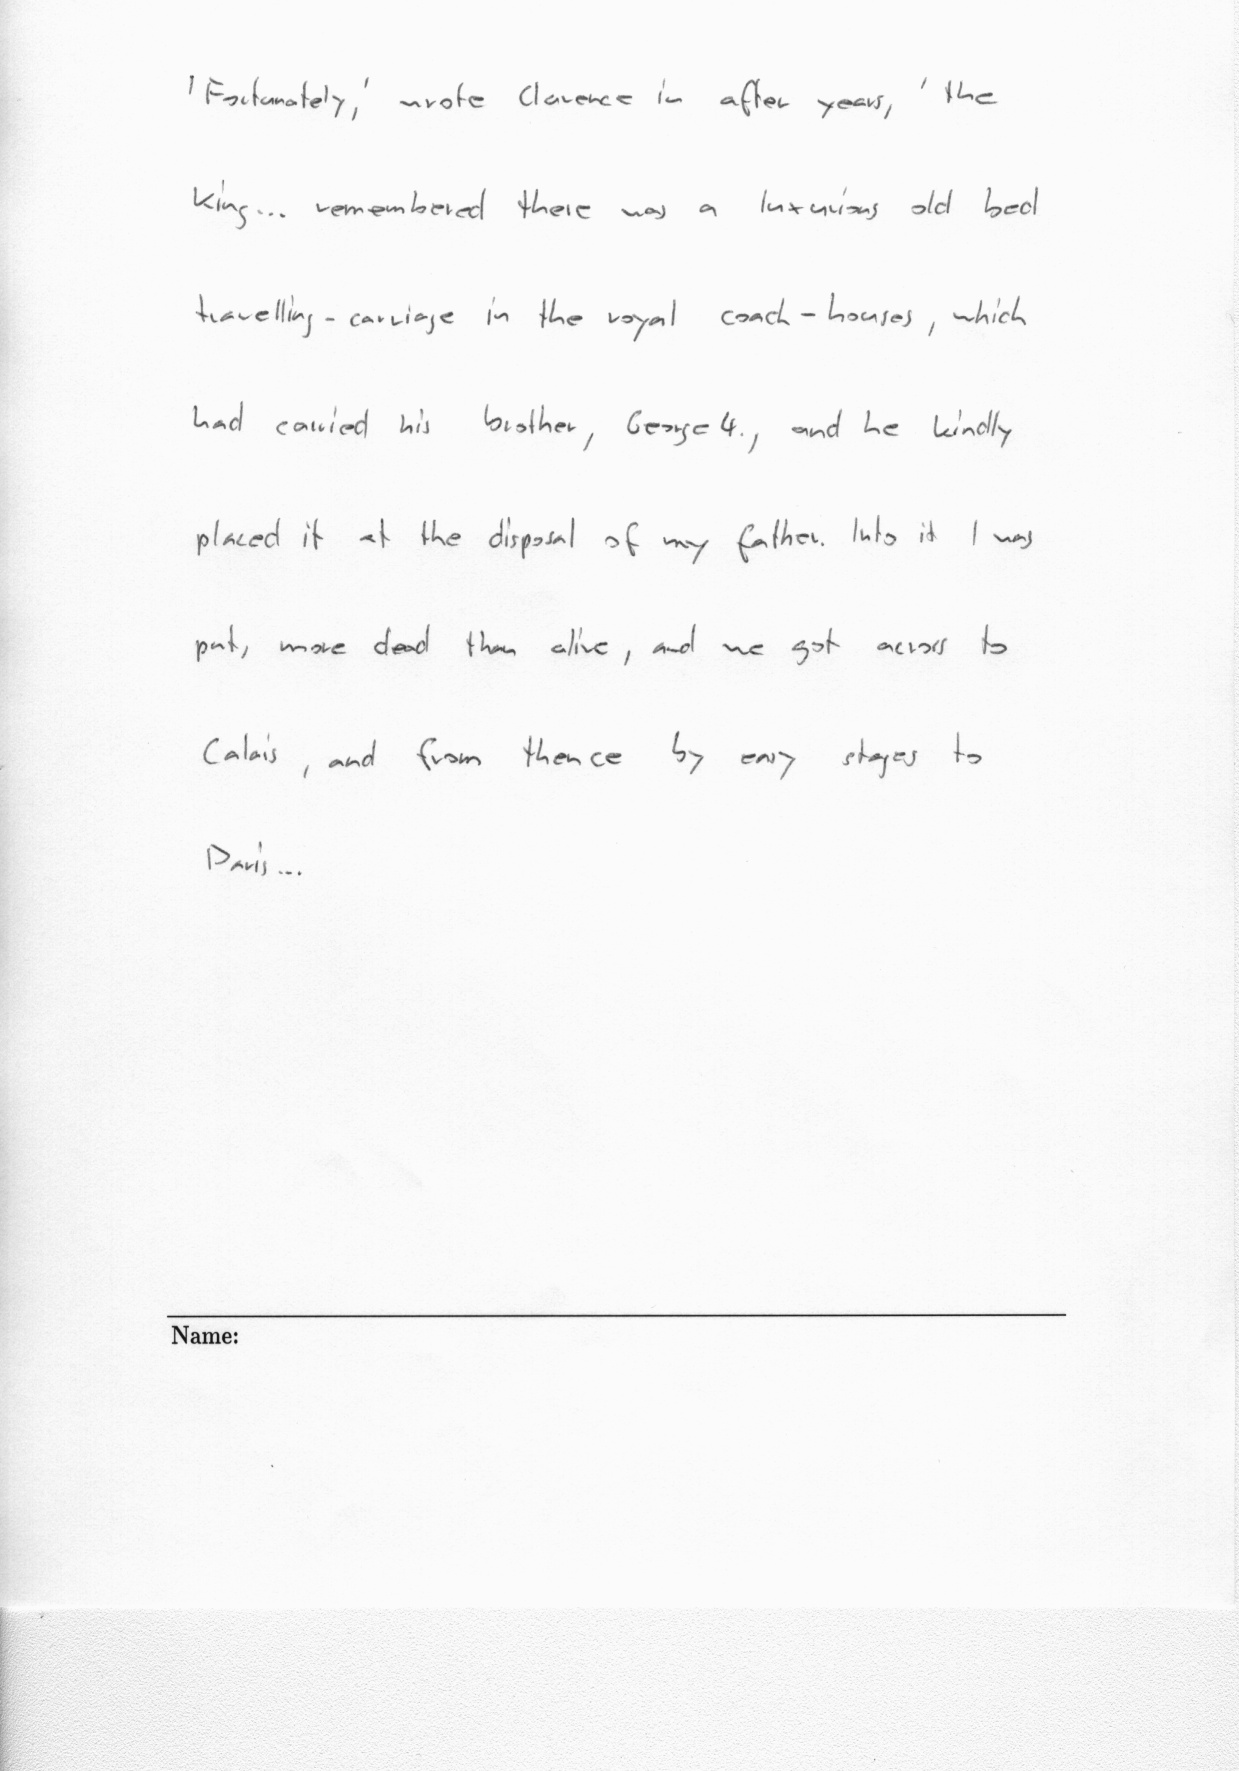 'Fortunately,' wrote Clarence in after years, 'the
King... remembered there was a luxurious old bed
travelling-carriage in the royal coach-houses, which
had carried his brother, George 4., and he kindly
placed it at the disposal of my father. Into it I was
put, more dead than alive, and we got across to
Calais, and from thence by easy stages to
Paris...
Name: